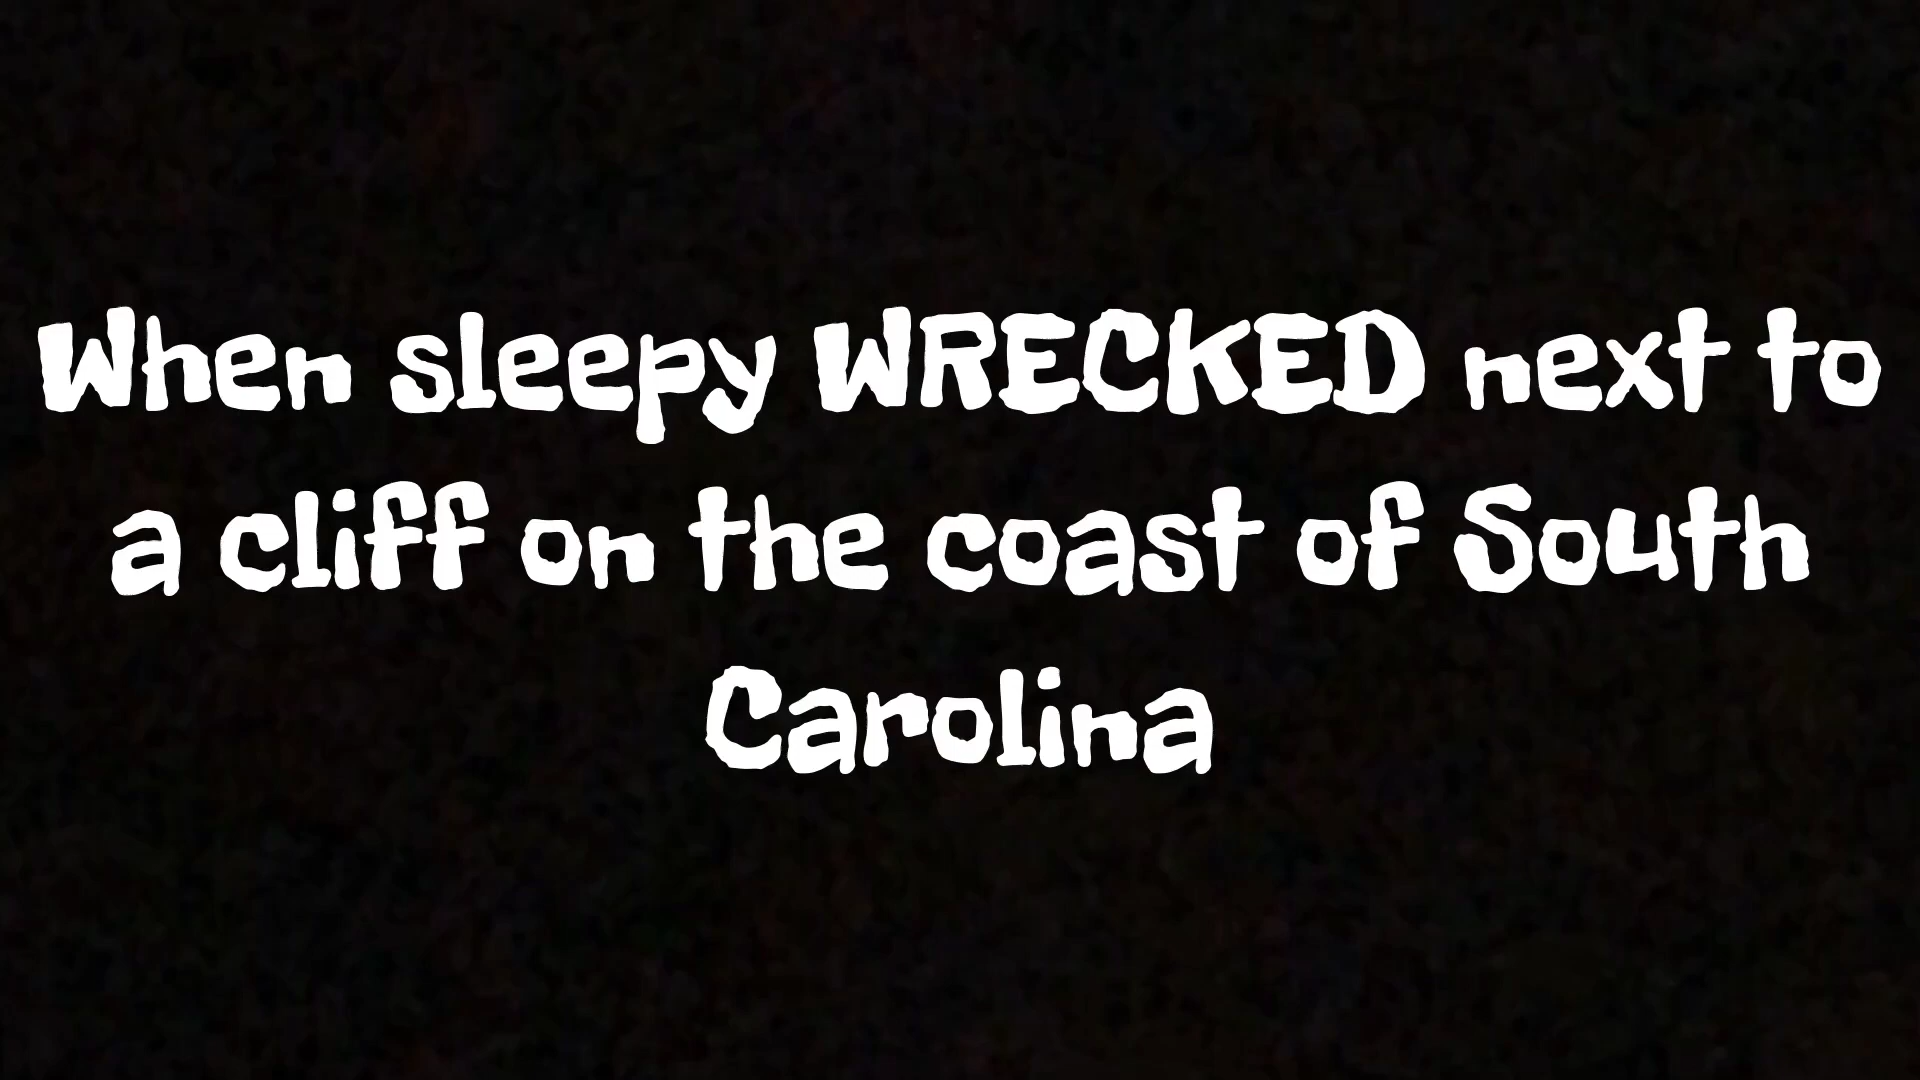 When sleepy WRECKED next to
a cliff on the coast of South
Carolina